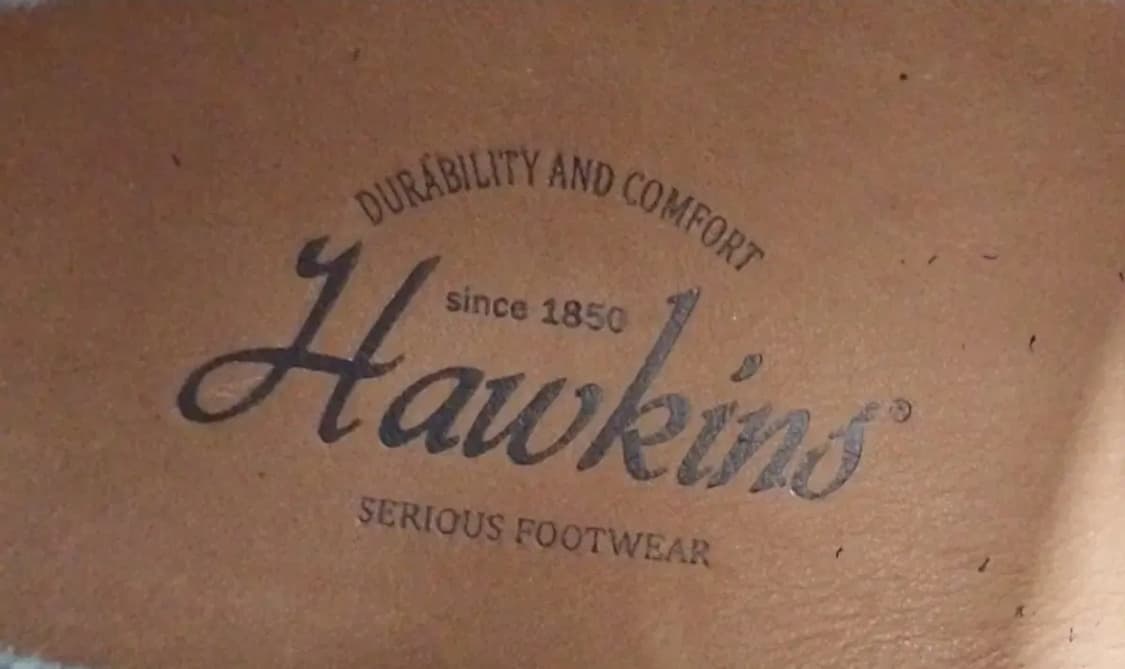 DURABILITY AND COMFORT
since 1850
Hawkins®
SERIOUS FOOTWEAR